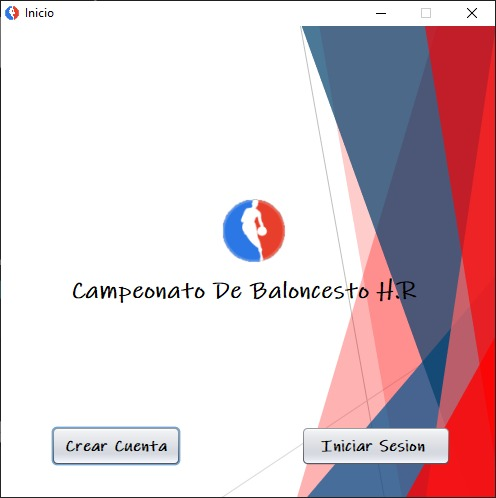 Inicio
Campeonato De Baloncesto H.R
Crear Cuenta
Iniciar Sesion